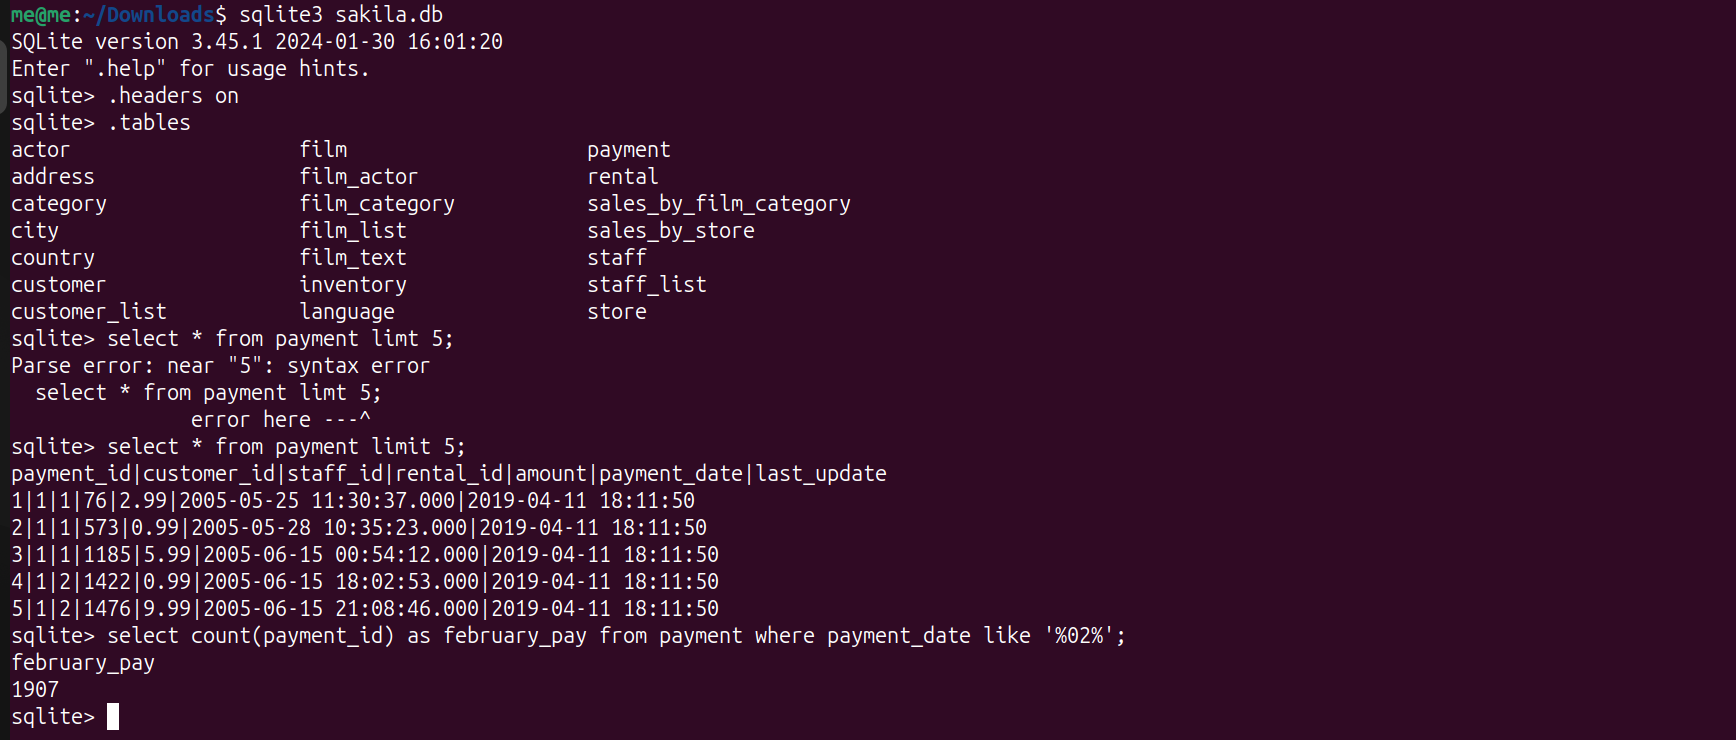 me@me:~/Downloads$ sqlite3 sakila.db
SQLite version 3.45.1 2024-01-30 16:01:20
Enter ".help" for usage hints.
sqlite> .headers on
sqlite> .tables
actor                   film                    payment
address                 film_actor              rental
category                film_category           sales_by_film_category
city                    film_list               sales_by_store
country                 film_text               staff
customer                inventory               staff_list
customer_list           language                store
sqlite> select * from payment limt 5;
Parse error: near "5": syntax error
  select * from payment limt 5;
               error here ---^
sqlite> select * from payment limit 5;
payment_id|customer_id|staff_id|rental_id|amount|payment_date|last_update
1|1|1|76|2.99|2005-05-25 11:30:37.000|2019-04-11 18:11:50
2|1|1|573|0.99|2005-05-28 10:35:23.000|2019-04-11 18:11:50
3|1|1|1185|5.99|2005-06-15 00:54:12.000|2019-04-11 18:11:50
4|1|2|1422|0.99|2005-06-15 18:02:53.000|2019-04-11 18:11:50
5|1|2|1476|9.99|2005-06-15 21:08:46.000|2019-04-11 18:11:50
sqlite> select count(payment_id) as february_pay from payment where payment_date like '%02%';
february_pay
1907
sqlite>